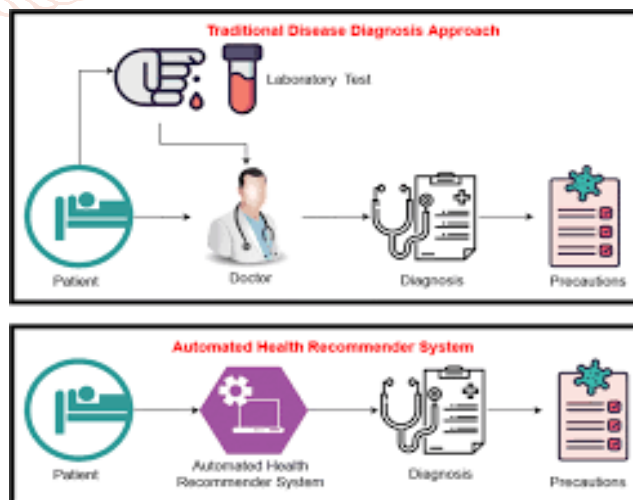 Traditional Disease Diagnosis Approach
Laboratory Test
Patient
Doctor
Diagnosis
Precautions
Automated Health Recommender System
Patient
Automated Health
Recommender System
Diagnosis
Precautions